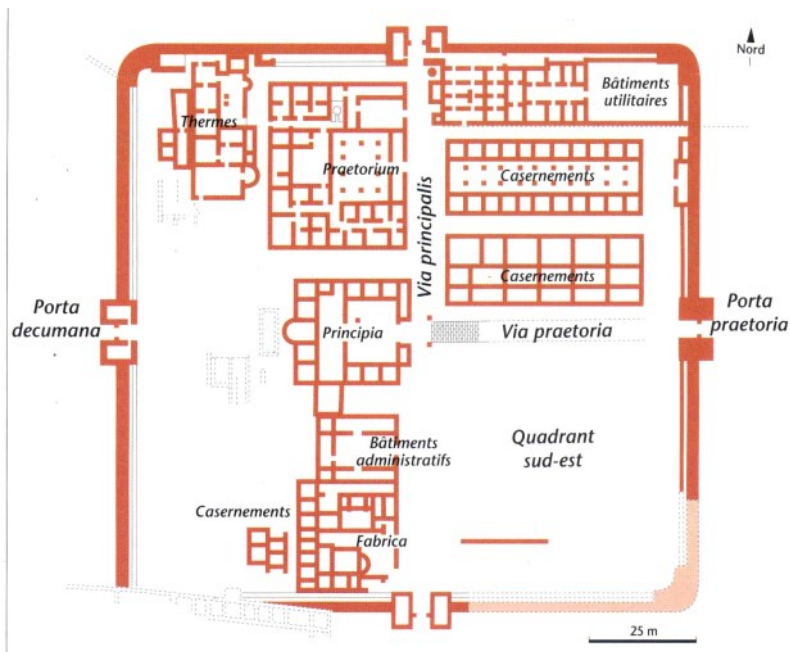 Nord
Bâtiments
utilitaires
Thermes
Praetorium
Casernements
Via principalis
Casernements
Porta
decumana
Principia
Via praetoria
Porta
praetoria
Bâtiments
administratifs
Quadrant
sud-est
Casernements
Fabrica
25 m